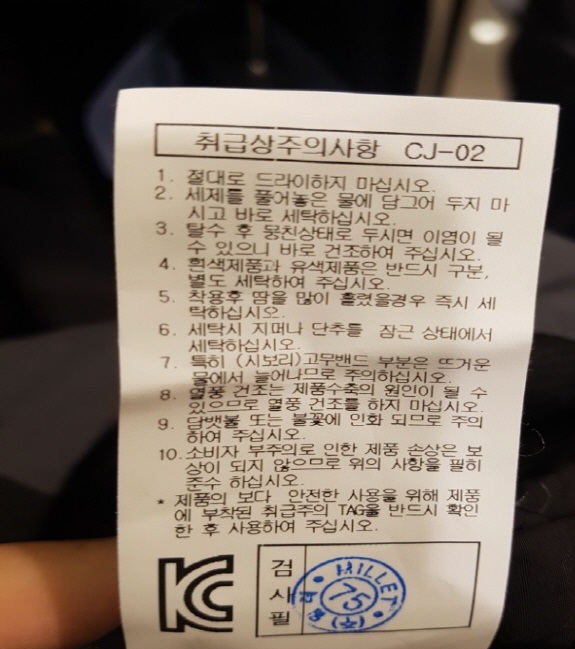 취급상주의사항 CJ-02
1. 절대로 드라이하지 마십시오.
2. 세제를 풀어놓은 물에 담그어 두지 마
시고 바로 세탁하십시오.
3. 탈수 후 뭉친상태로 두시면 이염이 될
수 있으니 바로 건조하여 주십시오.
4. 흰색제품과 유색제품은 반드시 구분,
별도 세탁하여 주십시오.
5. 착용후 땀을 많이 흘렸을경우 즉시 세
탁하십시오.
6. 세탁시 지퍼나 단추를 잠근 상태에서
세탁하십시오.
7. 특히 (시보리)고무밴드 부분은 뜨거운
물에서 늘어나므로 주의하십시오.
8. 열풍 건조는 제품수축의 원인이 될 수
있으므로 열풍 건조를 하지 마십시오.
9. 담뱃불 또는 불꽃에 인화 되므로 주의
하여 주십시오.
10. 소비자 부주의로 인한 제품 손상은 보
상이 되지 않으므로 위의 사항을 필히
준수 하십시오.
* 제품의 보다 안전한 사용을 위해 제품
에 부착된 취급주의 TAG을 반드시 확인
한 후 사용하여 주십시오.
KC
검
사
필
MILLET
75